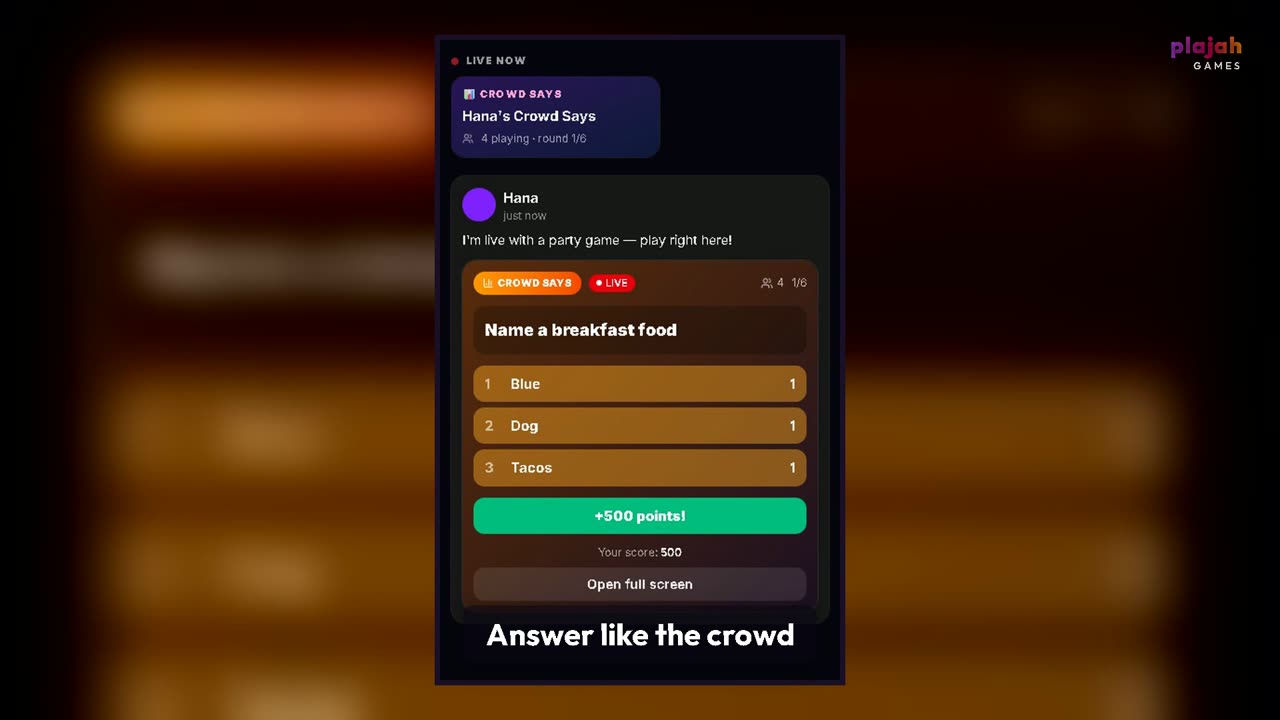 plajah
GAMES
LIVE NOW
CROWD SAYS
Hana's Crowd Says
4 playing · round 1/6
Hana
just now
I'm live with a party game — play right here!
CROWD SAYS
LIVE
4 1/6
Name a breakfast food
1 Blue 1
2 Dog 1
3 Tacos 1
+500 points!
Your score: 500
Open full screen
Answer like the crowd